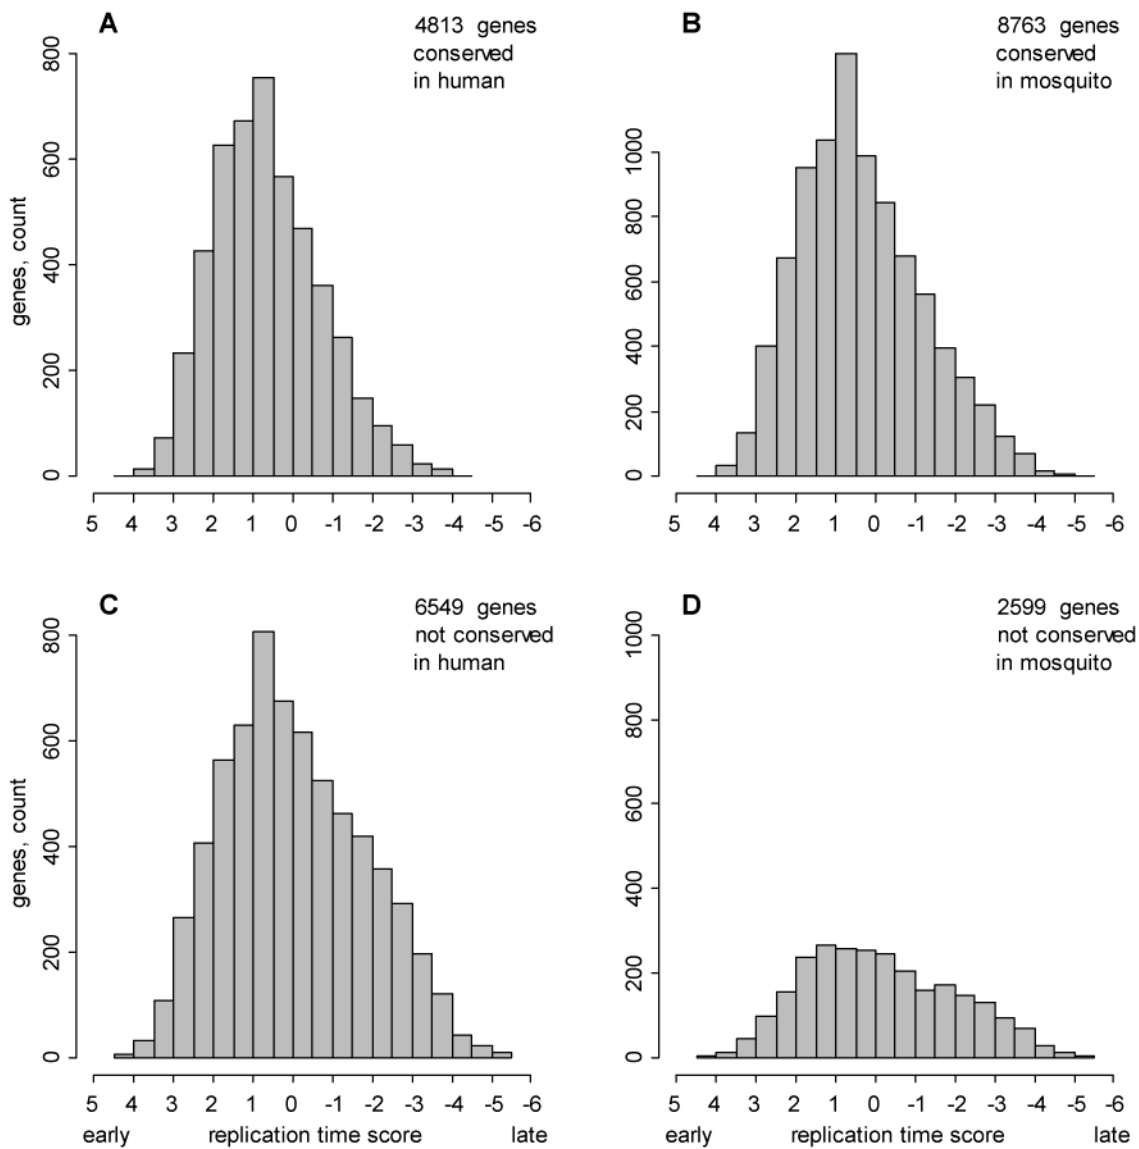 A
4813 genes
conserved
in human
800
600
400
200
0
genes, count
5 4 3 2 1 0 -1 -2 -3 -4 -5 -6
B
8763 genes
conserved
in mosquito
1000
800
600
400
200
0
5 4 3 2 1 0 -1 -2 -3 -4 -5 -6
C
6549 genes
not conserved
in human
800
600
400
200
0
genes, count
5 4 3 2 1 0 -1 -2 -3 -4 -5 -6
early replication time score late
D
2599 genes
not conserved
in mosquito
1000
800
600
400
200
0
5 4 3 2 1 0 -1 -2 -3 -4 -5 -6
early replication time score late